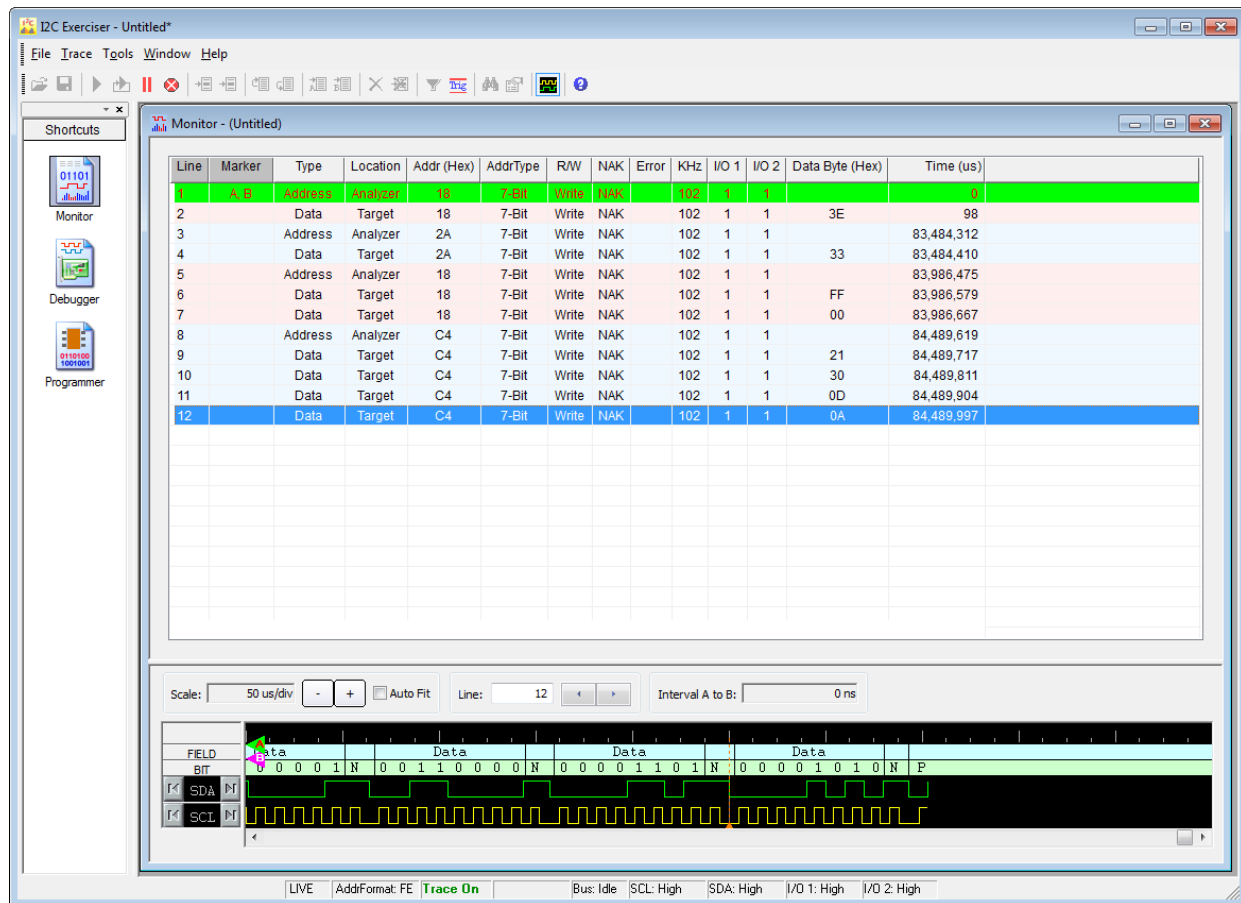 I2C Exerciser - Untitled*
File Trace Tools Window Help
Trig
Shortcuts
Monitor
Debugger
Programmer
Monitor - (Untitled)
Line Marker Type Location Addr (Hex) AddrType R/W NAK Error KHz I/O 1 I/O 2 Data Byte (Hex) Time (us)
1 A, B Address Analyzer 18 7-Bit Write NAK 102 1 1 0
2 Data Target 18 7-Bit Write NAK 102 1 1 3E 98
3 Address Analyzer 2A 7-Bit Write NAK 102 1 1 83,484,312
4 Data Target 2A 7-Bit Write NAK 102 1 1 33 83,484,410
5 Address Analyzer 18 7-Bit Write NAK 102 1 1 83,986,475
6 Data Target 18 7-Bit Write NAK 102 1 1 FF 83,986,579
7 Data Target 18 7-Bit Write NAK 102 1 1 00 83,986,667
8 Address Analyzer C4 7-Bit Write NAK 102 1 1 84,489,619
9 Data Target C4 7-Bit Write NAK 102 1 1 21 84,489,717
10 Data Target C4 7-Bit Write NAK 102 1 1 30 84,489,811
11 Data Target C4 7-Bit Write NAK 102 1 1 0D 84,489,904
12 Data Target C4 7-Bit Write NAK 102 1 1 0A 84,489,997
Scale: 50 us/div - + Auto Fit Line: 12 Interval A to B: 0 ns
A
B
FIELD Data Data Data Data
BIT 0 0 0 0 1 N 0 0 1 1 0 0 0 0 N 0 0 0 0 1 1 0 1 N 0 0 0 0 1 0 1 0 N P
SDA
SCL
LIVE AddrFormat: FE Trace On Bus: Idle SCL: High SDA: High I/O 1: High I/O 2: High